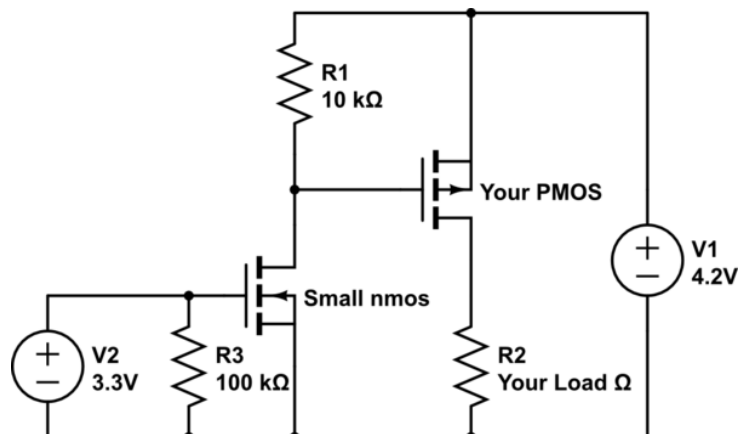 R1
10 kΩ
Your PMOS
V1
4.2V
Small nmos
V2
3.3V
R3
100 kΩ
R2
Your Load Ω